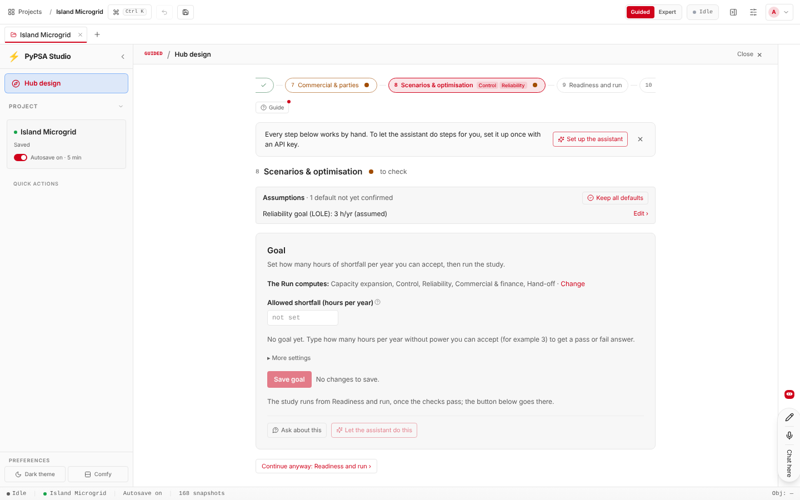 Projects / Island Microgrid ⌘ Ctrl K Guided Expert Idle A
Island Microgrid × +
PyPSA Studio
GUIDED / Hub design Close ×
Hub design
7 Commercial & parties 8 Scenarios & optimisation Control Reliability 9 Readiness and run 10
PROJECT
Guide
Island Microgrid
Saved
Autosave on · 5 min
Every step below works by hand. To let the assistant do steps for you, set it up once with
an API key.
Set up the assistant
QUICK ACTIONS
8 Scenarios & optimisation to check
Assumptions · 1 default not yet confirmed Keep all defaults
Reliability goal (LOLE): 3 h/yr (assumed) Edit ›
Goal
Set how many hours of shortfall per year you can accept, then run the study.
The Run computes: Capacity expansion, Control, Reliability, Commercial & finance, Hand-off · Change
Allowed shortfall (hours per year) ?
not set
No goal yet. Type how many hours per year without power you can accept (for example 3) to get a pass or fail answer.
▸ More settings
Save goal No changes to save.
The study runs from Readiness and run, once the checks pass; the button below goes there.
Ask about this Let the assistant do this
Continue anyway: Readiness and run ›
Chat here
PREFERENCES
Dark theme Comfy
Idle Island Microgrid Autosave on 168 snapshots Obj: —